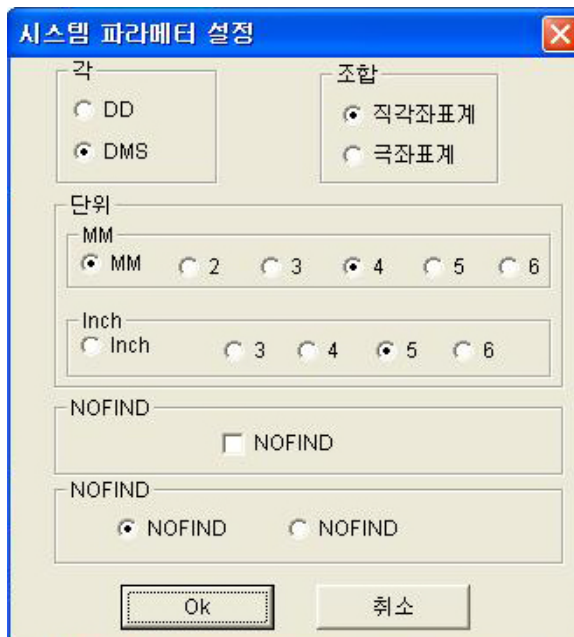 시스템 파라메터 설정
각
DD
DMS
조합
직각좌표계
극좌표계
단위
MM
MM 2 3 4 5 6
Inch
Inch 3 4 5 6
NOFIND
NOFIND
NOFIND
NOFIND NOFIND
Ok 취소